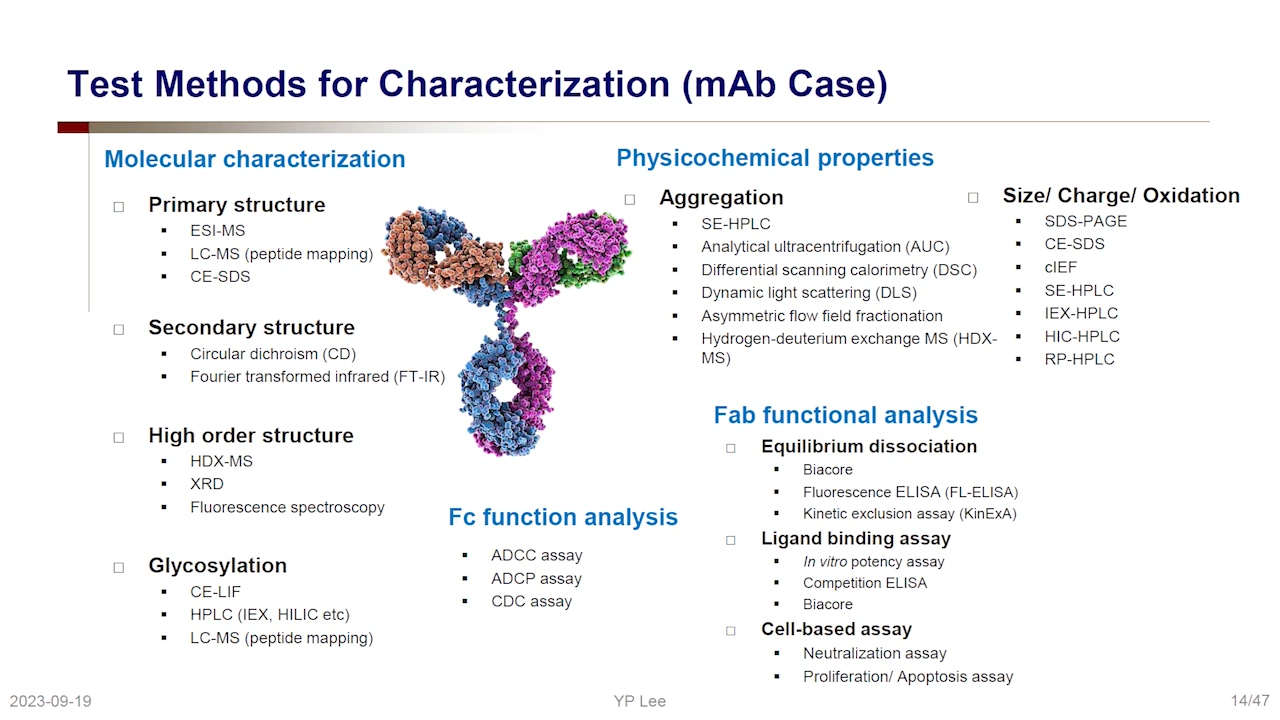 Test Methods for Characterization (mAb Case)
Molecular characterization
Primary structure
ESI-MS
LC-MS (peptide mapping)
CE-SDS
Secondary structure
Circular dichroism (CD)
Fourier transformed infrared (FT-IR)
High order structure
HDX-MS
XRD
Fluorescence spectroscopy
Glycosylation
CE-LIF
HPLC (IEX, HILIC etc)
LC-MS (peptide mapping)
Fc function analysis
ADCC assay
ADCP assay
CDC assay
Physicochemical properties
Aggregation
SE-HPLC
Analytical ultracentrifugation (AUC)
Differential scanning calorimetry (DSC)
Dynamic light scattering (DLS)
Asymmetric flow field fractionation
Hydrogen-deuterium exchange MS (HDX-
MS)
Size/ Charge/ Oxidation
SDS-PAGE
CE-SDS
cIEF
SE-HPLC
IEX-HPLC
HIC-HPLC
RP-HPLC
Fab functional analysis
Equilibrium dissociation
Biacore
Fluorescence ELISA (FL-ELISA)
Kinetic exclusion assay (KinExA)
Ligand binding assay
In vitro potency assay
Competition ELISA
Biacore
Cell-based assay
Neutralization assay
Proliferation/ Apoptosis assay
2023-09-19
YP Lee
14/47